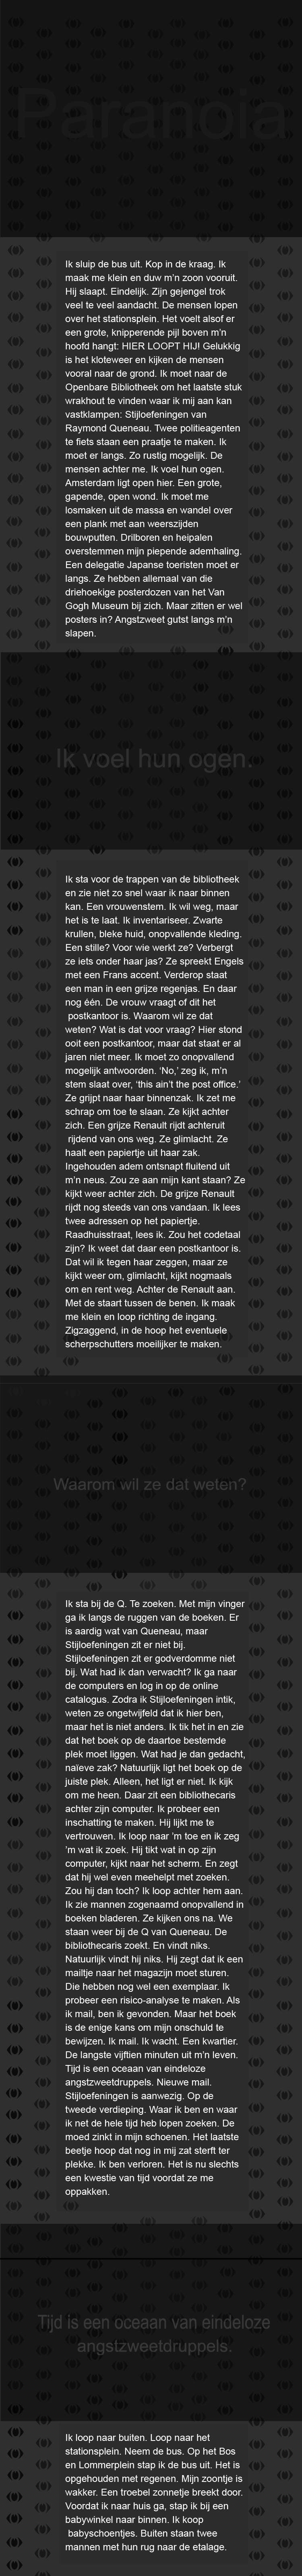 Paranoia
Ik sluip de bus uit. Kop in de kraag. Ik
maak me klein en duw m’n zoon vooruit.
Hij slaapt. Eindelijk. Zijn gejengel trok
veel te veel aandacht. De mensen lopen
over het stationsplein. Het voelt alsof er
een grote, knipperende pijl boven m’n
hoofd hangt: HIER LOOPT HIJ! Gelukkig
is het kloteweer en kijken de mensen
vooral naar de grond. Ik moet naar de
Openbare Bibliotheek om het laatste stuk
wrakhout te vinden waar ik mij aan kan
vastklampen: Stijloefeningen van
Raymond Queneau. Twee politieagenten
te fiets staan een praatje te maken. Ik
moet er langs. Zo rustig mogelijk. De
mensen achter me. Ik voel hun ogen.
Amsterdam ligt open hier. Een grote,
gapende, open wond. Ik moet me
losmaken uit de massa en wandel over
een plank met aan weerszijden
bouwputten. Drilboren en heipalen
overstemmen mijn piepende ademhaling.
Een delegatie Japanse toeristen moet er
langs. Ze hebben allemaal van die
driehoekige posterdozen van het Van
Gogh Museum bij zich. Maar zitten er wel
posters in? Angstzweet gutst langs m’n
slapen.
Ik voel hun ogen.
Ik sta voor de trappen van de bibliotheek
en zie niet zo snel waar ik naar binnen
kan. Een vrouwenstem. Ik wil weg, maar
het is te laat. Ik inventariseer. Zwarte
krullen, bleke huid, onopvallende kleding.
Een stille? Voor wie werkt ze? Verbergt
ze iets onder haar jas? Ze spreekt Engels
met een Frans accent. Verderop staat
een man in een grijze regenjas. En daar
nog één. De vrouw vraagt of dit het
postkantoor is. Waarom wil ze dat
weten? Wat is dat voor vraag? Hier stond
ooit een postkantoor, maar dat staat er al
jaren niet meer. Ik moet zo onopvallend
mogelijk antwoorden. ‘No,’ zeg ik, m’n
stem slaat over, ‘this ain’t the post office.’
Ze grijpt naar haar binnenzak. Ik zet me
schrap om toe te slaan. Ze kijkt achter
zich. Een grijze Renault rijdt achteruit
rijdend van ons weg. Ze glimlacht. Ze
haalt een papiertje uit haar zak.
Ingehouden adem ontsnapt fluitend uit
m’n neus. Zou ze aan mijn kant staan? Ze
kijkt weer achter zich. De grijze Renault
rijdt nog steeds van ons vandaan. Ik lees
twee adressen op het papiertje.
Raadhuisstraat, lees ik. Zou het codetaal
zijn? Ik weet dat daar een postkantoor is.
Dat wil ik tegen haar zeggen, maar ze
kijkt weer om, glimlacht, kijkt nogmaals
om en rent weg. Achter de Renault aan.
Met de staart tussen de benen. Ik maak
me klein en loop richting de ingang.
Zigzaggend, in de hoop het eventuele
scherpschutters moeilijker te maken.
Waarom wil ze dat weten?
Ik sta bij de Q. Te zoeken. Met mijn vinger
ga ik langs de ruggen van de boeken. Er
is aardig wat van Queneau, maar
Stijloefeningen zit er niet bij.
Stijloefeningen zit er godverdomme niet
bij. Wat had ik dan verwacht? Ik ga naar
de computers en log in op de online
catalogus. Zodra ik Stijloefeningen intik,
weten ze ongetwijfeld dat ik hier ben,
maar het is niet anders. Ik tik het in en zie
dat het boek op de daartoe bestemde
plek moet liggen. Wat had je dan gedacht,
naïeve zak? Natuurlijk ligt het boek op de
juiste plek. Alleen, het ligt er niet. Ik kijk
om me heen. Daar zit een bibliothecaris
achter zijn computer. Ik probeer een
inschatting te maken. Hij lijkt me te
vertrouwen. Ik loop naar ’m toe en ik zeg
’m wat ik zoek. Hij tikt wat in op zijn
computer, kijkt naar het scherm. En zegt
dat hij wel even meehelpt met zoeken.
Zou hij dan toch? Ik loop achter hem aan.
Ik zie mannen zogenaamd onopvallend in
boeken bladeren. Ze kijken ons na. We
staan weer bij de Q van Queneau. De
bibliothecaris zoekt. En vindt niks.
Natuurlijk vindt hij niks. Hij zegt dat ik een
mailtje naar het magazijn moet sturen.
Die hebben nog wel een exemplaar. Ik
probeer een risico-analyse te maken. Als
ik mail, ben ik gevonden. Maar het boek
is de enige kans om mijn onschuld te
bewijzen. Ik mail. Ik wacht. Een kwartier.
De langste vijftien minuten uit m’n leven.
Tijd is een oceaan van eindeloze
angstzweetdruppels. Nieuwe mail.
Stijloefeningen is aanwezig. Op de
tweede verdieping. Waar ik ben en waar
ik net de hele tijd heb lopen zoeken. De
moed zinkt in mijn schoenen. Het laatste
beetje hoop dat nog in mij zat sterft ter
plekke. Ik ben verloren. Het is nu slechts
een kwestie van tijd voordat ze me
oppakken.
Tijd is een oceaan van eindeloze
angstzweetdruppels.
Ik loop naar buiten. Loop naar het
stationsplein. Neem de bus. Op het Bos
en Lommerplein stap ik de bus uit. Het is
opgehouden met regenen. Mijn zoontje is
wakker. Een troebel zonnetje breekt door.
Voordat ik naar huis ga, stap ik bij een
babywinkel naar binnen. Ik koop
babyschoentjes. Buiten staan twee
mannen met hun rug naar de etalage.